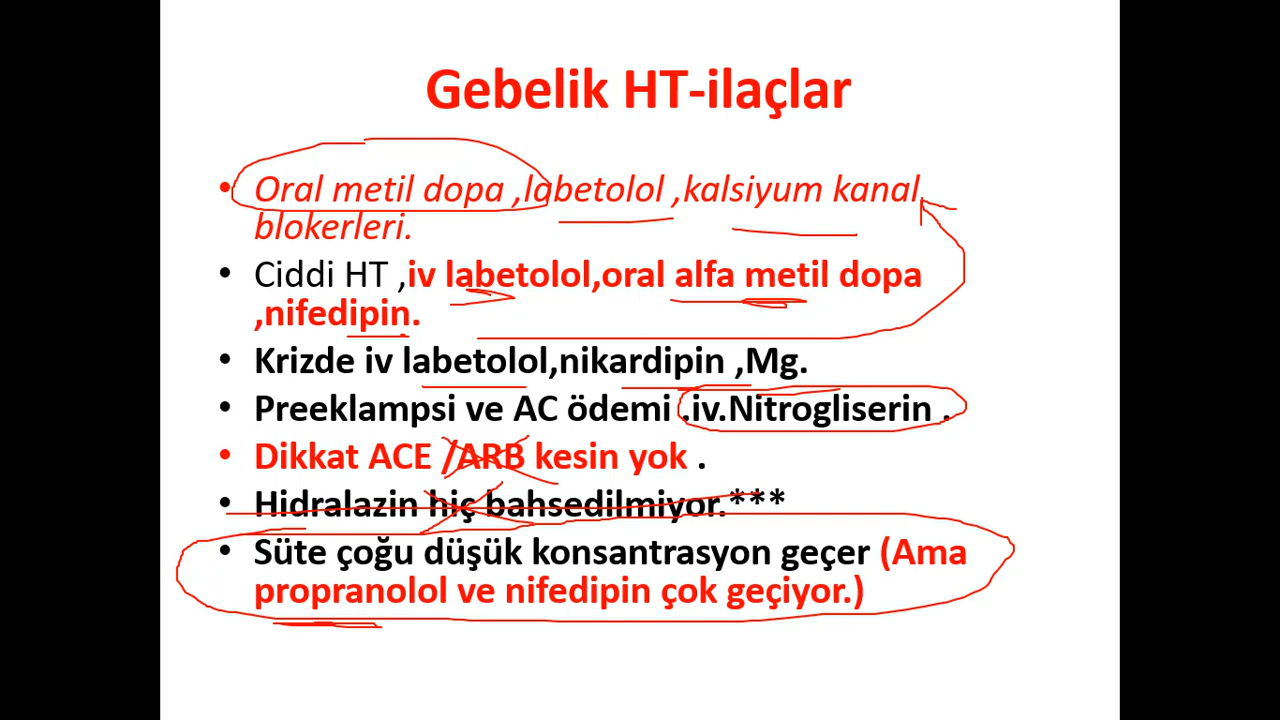 Gebelik HT-ilaçlar
• Oral metil dopa ,labetolol ,kalsiyum kanal
blokerleri.
• Ciddi HT ,iv labetolol,oral alfa metil dopa
,nifedipin.
• Krizde iv labetolol,nikardipin ,Mg.
• Preeklampsi ve AC ödemi .iv.Nitrogliserin .
• Dikkat ACE /ARB kesin yok .
• Hidralazin hiç bahsedilmiyor.***
• Süte çoğu düşük konsantrasyon geçer (Ama
propranolol ve nifedipin çok geçiyor.)